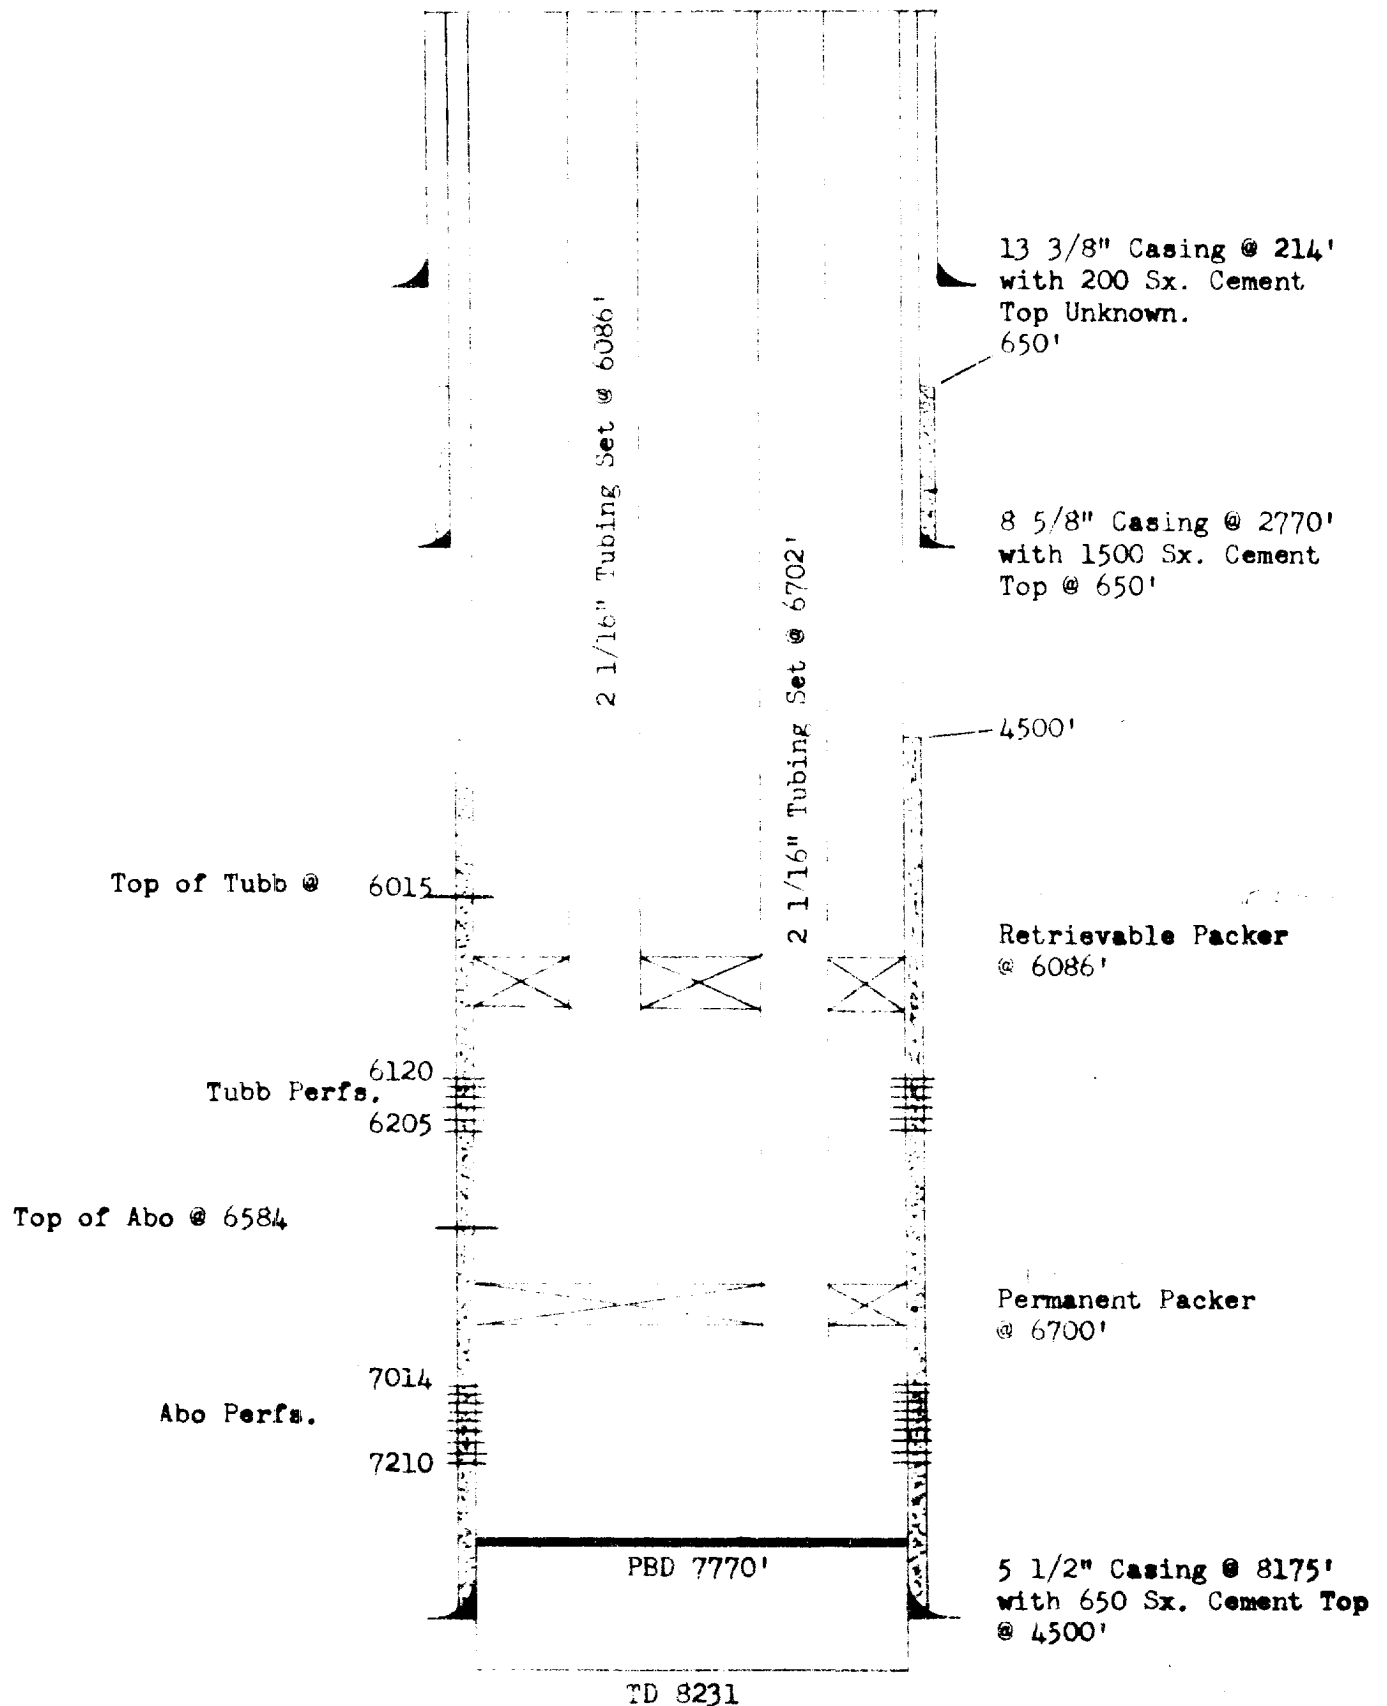 13 3/8" Casing @ 214'
with 200 Sx. Cement
Top Unknown.
650'
2 1/16" Tubing Set @ 6086'
8 5/8" Casing @ 2770'
with 1500 Sx. Cement
Top @ 650'
2 1/16" Tubing Set @ 6702'
4500'
Top of Tubb @ 6015
Retrievable Packer
@ 6086'
6120
Tubb Perfs.
6205
Top of Abo @ 6584
Permanent Packer
@ 6700'
7014
Abo Perfs.
7210
PBD 7770'
5 1/2" Casing @ 8175'
with 650 Sx. Cement Top
@ 4500'
TD 8231